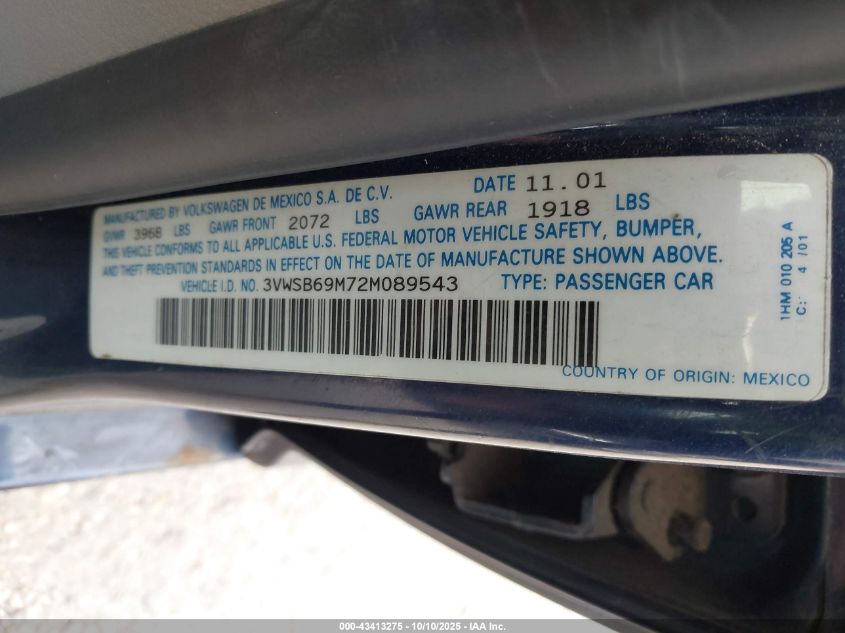 MANUFACTURED BY VOLKSWAGEN DE MEXICO S.A. DE C.V. DATE 11.01
GVWR 3968 LBS GAWR FRONT 2072 LBS GAWR REAR 1918 LBS
THIS VEHICLE CONFORMS TO ALL APPLICABLE U.S. FEDERAL MOTOR VEHICLE SAFETY, BUMPER,
AND THEFT PREVENTION STANDARDS IN EFFECT ON THE DATE OF MANUFACTURE SHOWN ABOVE.
VEHICLE I.D. NO. 3VWSB69M72M089543 TYPE: PASSENGER CAR
COUNTRY OF ORIGIN: MEXICO
1HM 010 205 A
C: 4 /01
000-43413275 - 10/10/2025 - IAA Inc.